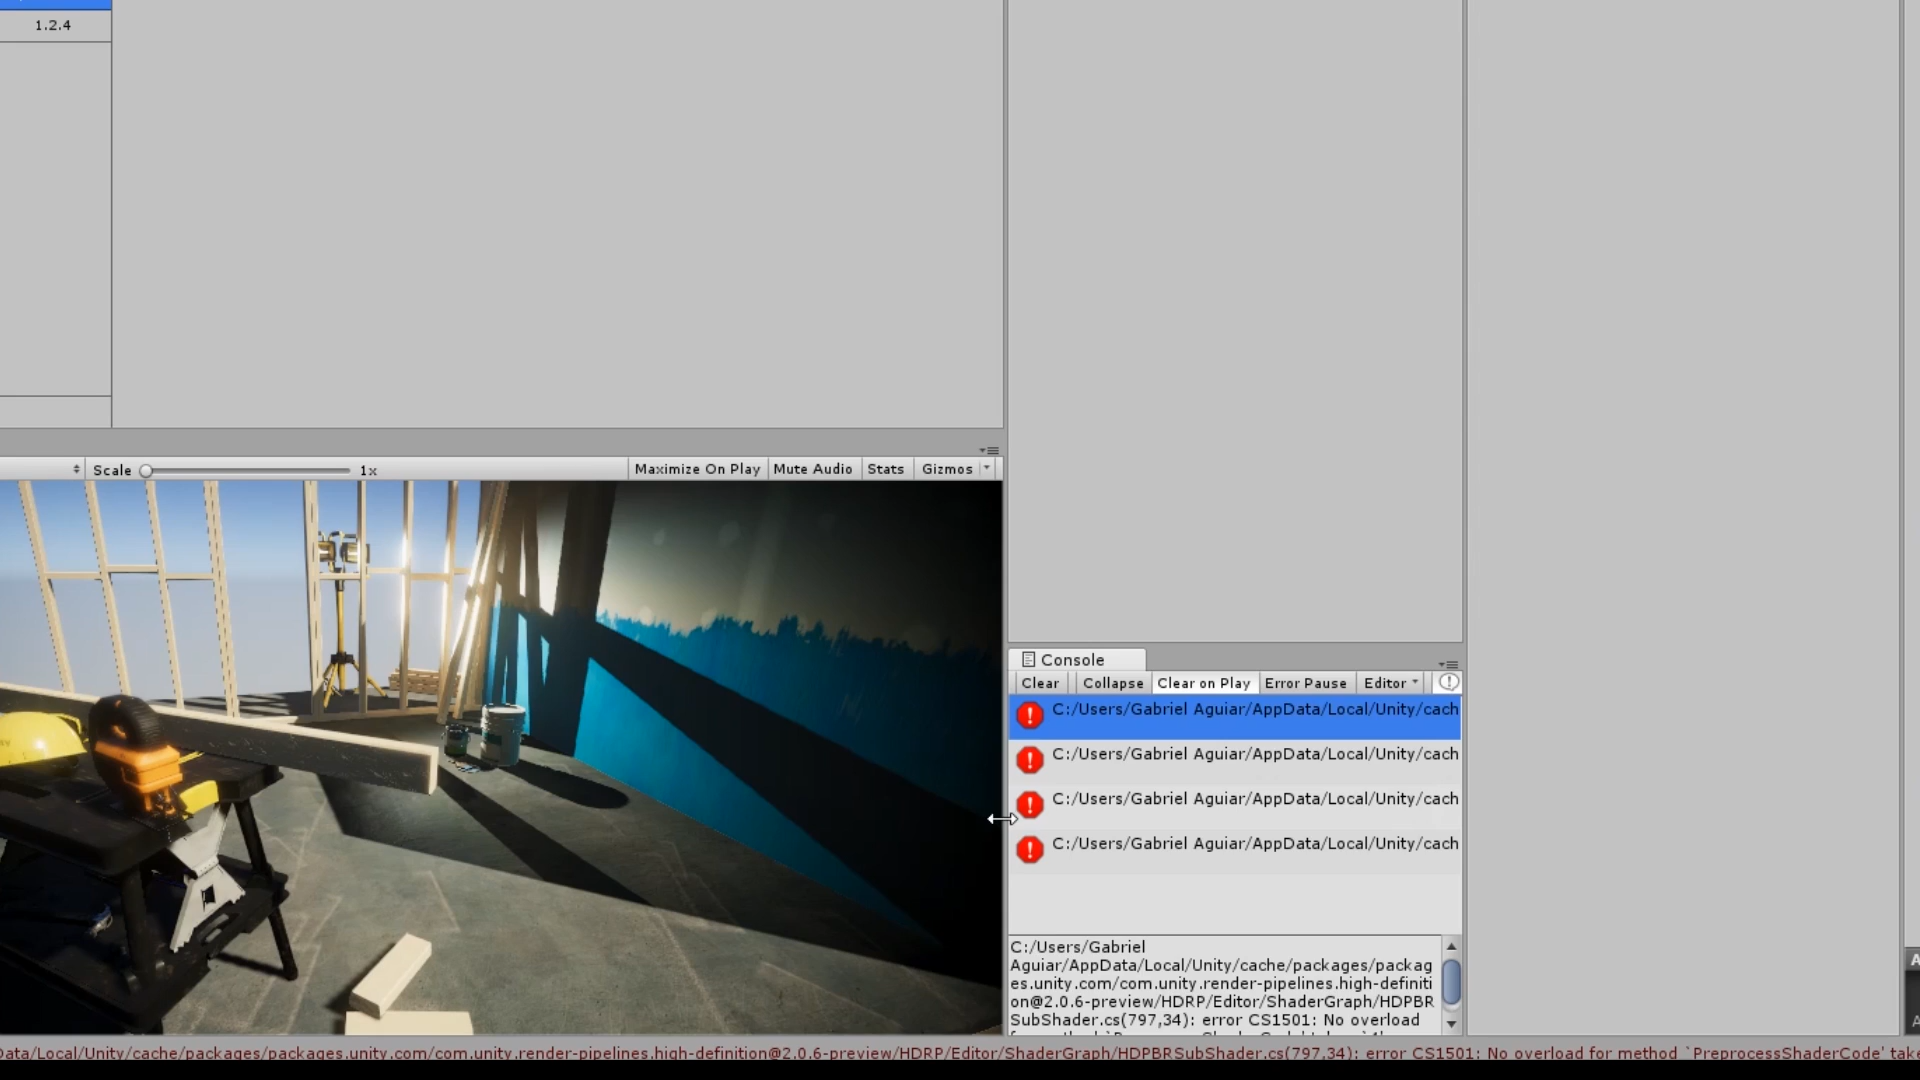 1.2.4
Scale 1x Maximize On Play Mute Audio Stats Gizmos
Console
Clear Collapse Clear on Play Error Pause Editor
C:/Users/Gabriel Aguiar/AppData/Local/Unity/cach
C:/Users/Gabriel Aguiar/AppData/Local/Unity/cach
C:/Users/Gabriel Aguiar/AppData/Local/Unity/cach
C:/Users/Gabriel Aguiar/AppData/Local/Unity/cach
C:/Users/Gabriel
Aguiar/AppData/Local/Unity/cache/packages/packag
es.unity.com/com.unity.render-pipelines.high-definiti
on@2.0.6-preview/HDRP/Editor/ShaderGraph/HDPBR
SubShader.cs(797,34): error CS1501: No overload
Data/Local/Unity/cache/packages/packages.unity.com/com.unity.render-pipelines.high-definition@2.0.6-preview/HDRP/Editor/ShaderGraph/HDPBRSubShader.cs(797,34): error CS1501: No overload for method `PreprocessShaderCode' take